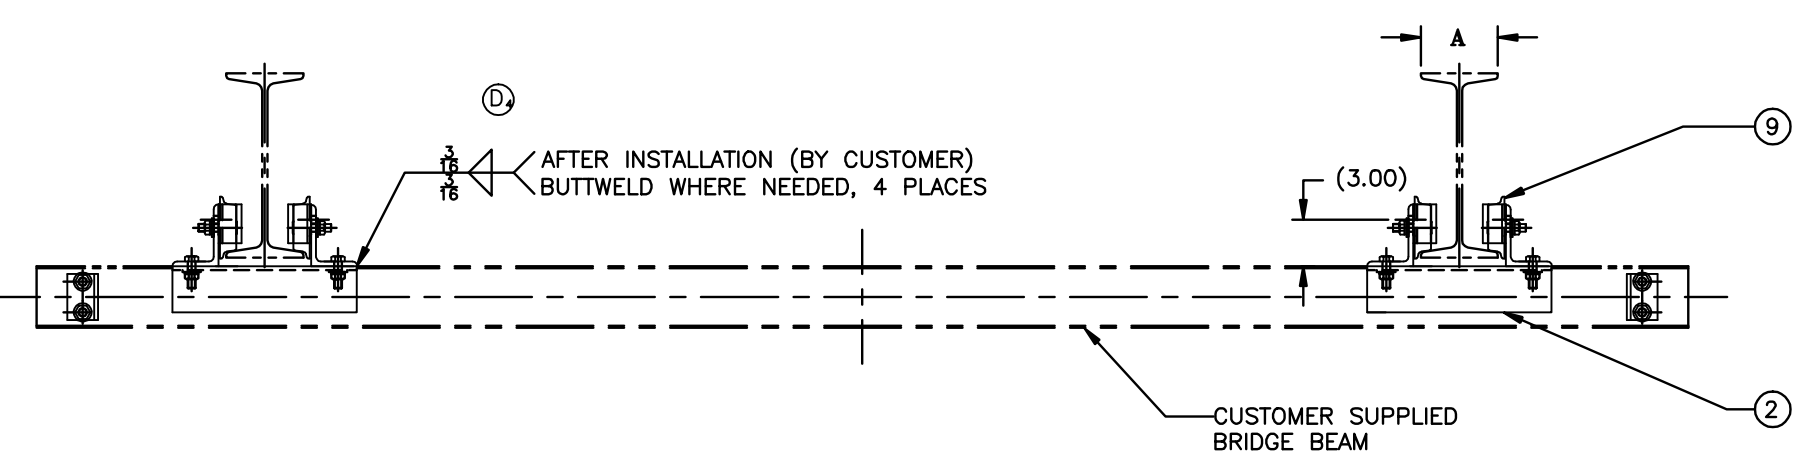 A
D4
3
16
3
16
AFTER INSTALLATION (BY CUSTOMER)
BUTTWELD WHERE NEEDED, 4 PLACES
(3.00)
9
2
CUSTOMER SUPPLIED
BRIDGE BEAM